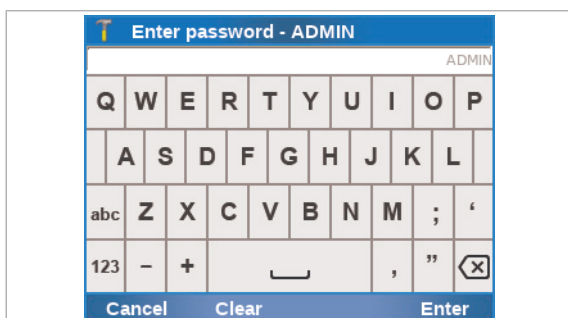 Enter password - ADMIN
ADMIN
Q W E R T Y U I O P
A S D F G H J K L
abc Z X C V B N M ; ‘
123 - + , ”
Cancel Clear Enter